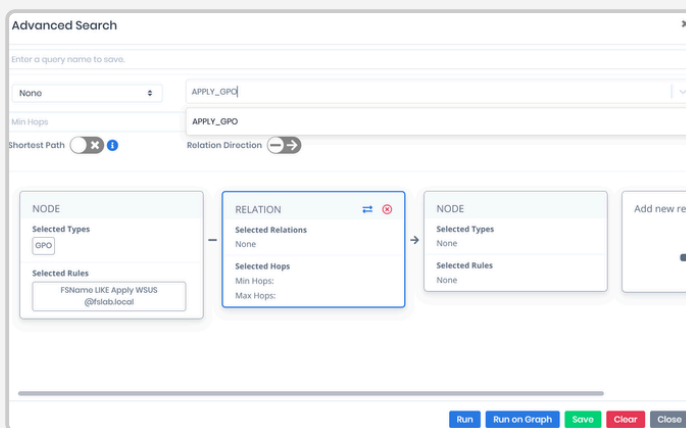 Advanced Search
Enter a query name to save.
None
APPLY_GPO
APPLY_GPO
Min Hops
Shortest Path
Relation Direction
NODE
Selected Types
GPO
Selected Rules
FSName LIKE Apply WSUS
@fslab.local
RELATION
Selected Relations
None
Selected Hops
Min Hops:
Max Hops:
NODE
Selected Types
None
Selected Rules
None
Add new re
Run
Run on Graph
Save
Clear
Close